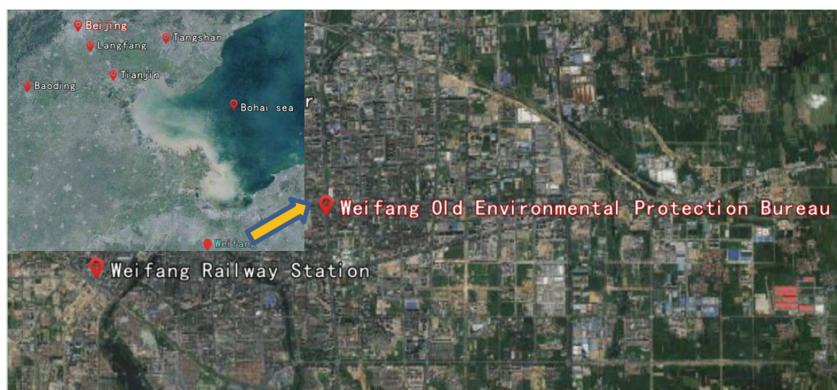 Beijing
Langfang
Tangshan
Tianjin
Baoding
Bohai sea
Weifang Old Environmental Protection Bureau
Weifang
Weifang Railway Station